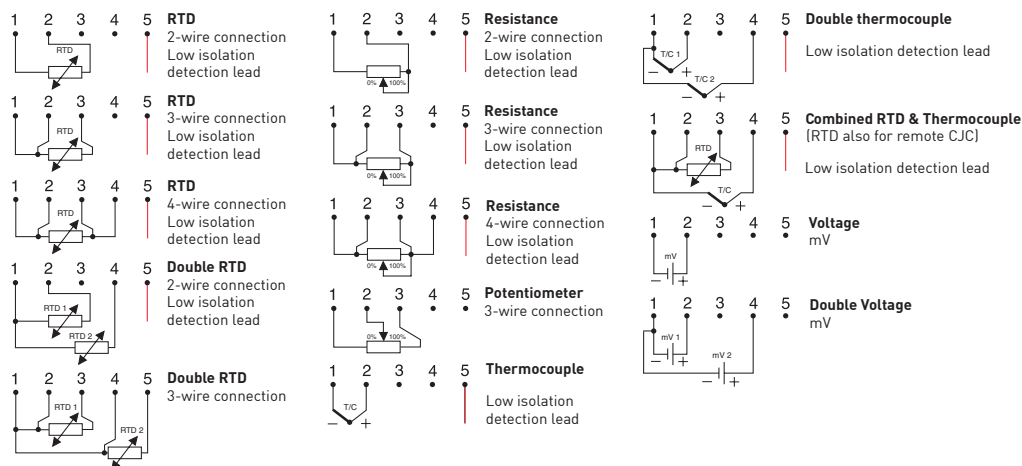 1 2 3 4 5
RTD
RTD
2-wire connection
Low isolation
detection lead
1 2 3 4 5
RTD
RTD
3-wire connection
Low isolation
detection lead
1 2 3 4 5
RTD
RTD
4-wire connection
Low isolation
detection lead
1 2 3 4 5
RTD 1
RTD 2
Double RTD
2-wire connection
Low isolation
detection lead
1 2 3 4 5
RTD 1
RTD 2
Double RTD
3-wire connection
1 2 3 4 5
0% 100%
Resistance
2-wire connection
Low isolation
detection lead
1 2 3 4 5
0% 100%
Resistance
3-wire connection
Low isolation
detection lead
1 2 3 4 5
0% 100%
Resistance
4-wire connection
Low isolation
detection lead
1 2 3 4 5
0% 100%
Potentiometer
3-wire connection
1 2 3 4 5
T/C
– +
Thermocouple
Low isolation
detection lead
1 2 3 4 5
T/C 1
– +
T/C 2
– +
Double thermocouple
Low isolation detection lead
1 2 3 4 5
RTD
T/C
– +
Combined RTD & Thermocouple
(RTD also for remote CJC)
Low isolation detection lead
1 2 3 4 5
mV
– +
Voltage
mV
1 2 3 4 5
mV 1
– +
mV 2
– +
Double Voltage
mV